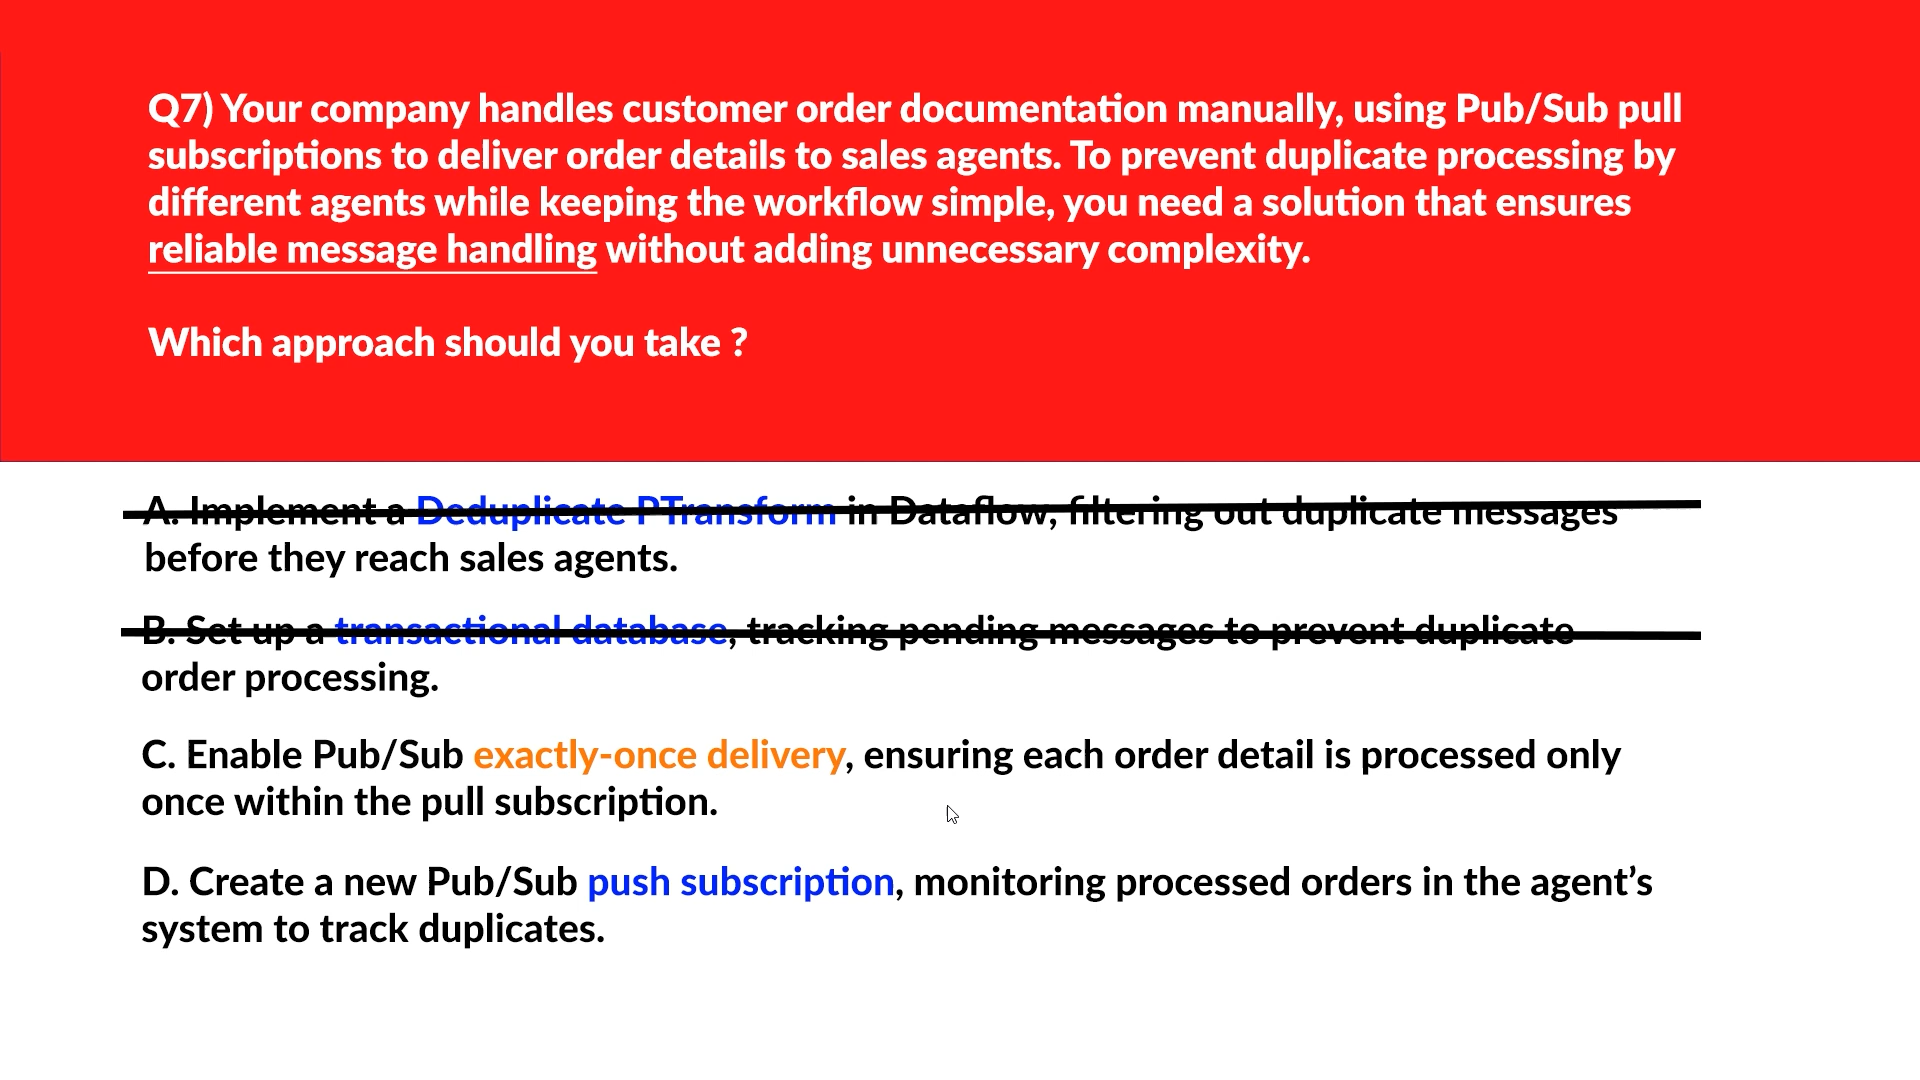 Q7) Your company handles customer order documentation manually, using Pub/Sub pull
subscriptions to deliver order details to sales agents. To prevent duplicate processing by
different agents while keeping the workflow simple, you need a solution that ensures
reliable message handling without adding unnecessary complexity.
Which approach should you take ?
A. Implement a Deduplicate PTransform in Dataflow, filtering out duplicate messages
before they reach sales agents.
B. Set up a transactional database, tracking pending messages to prevent duplicate
order processing.
C. Enable Pub/Sub exactly-once delivery, ensuring each order detail is processed only
once within the pull subscription.
D. Create a new Pub/Sub push subscription, monitoring processed orders in the agent’s
system to track duplicates.